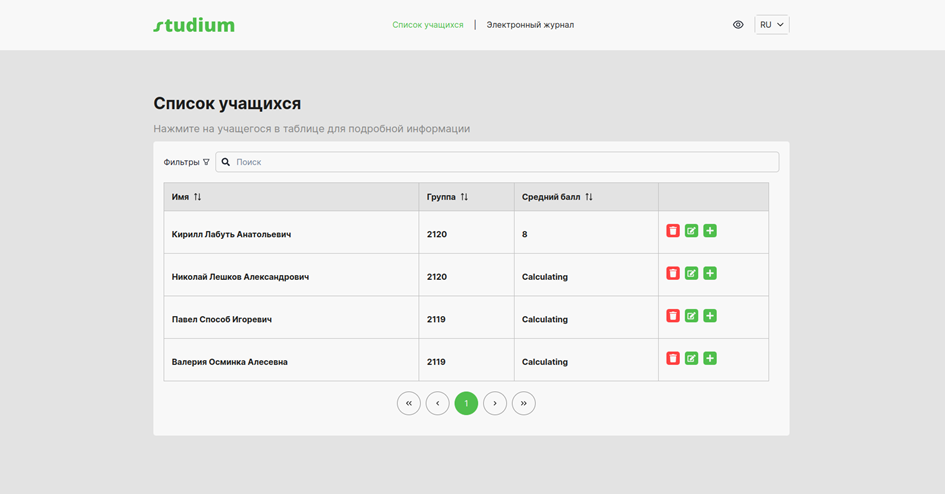 studium
Список учащихся | Электронный журнал
RU
Список учащихся
Нажмите на учащегося в таблице для подробной информации
Фильтры
Поиск
Имя Группа Средний балл
Кирилл Лабуть Анатольевич 2120 8
Николай Лешков Александрович 2120 Calculating
Павел Способ Игоревич 2119 Calculating
Валерия Осминка Алесевна 2119 Calculating
« ‹ 1 › »